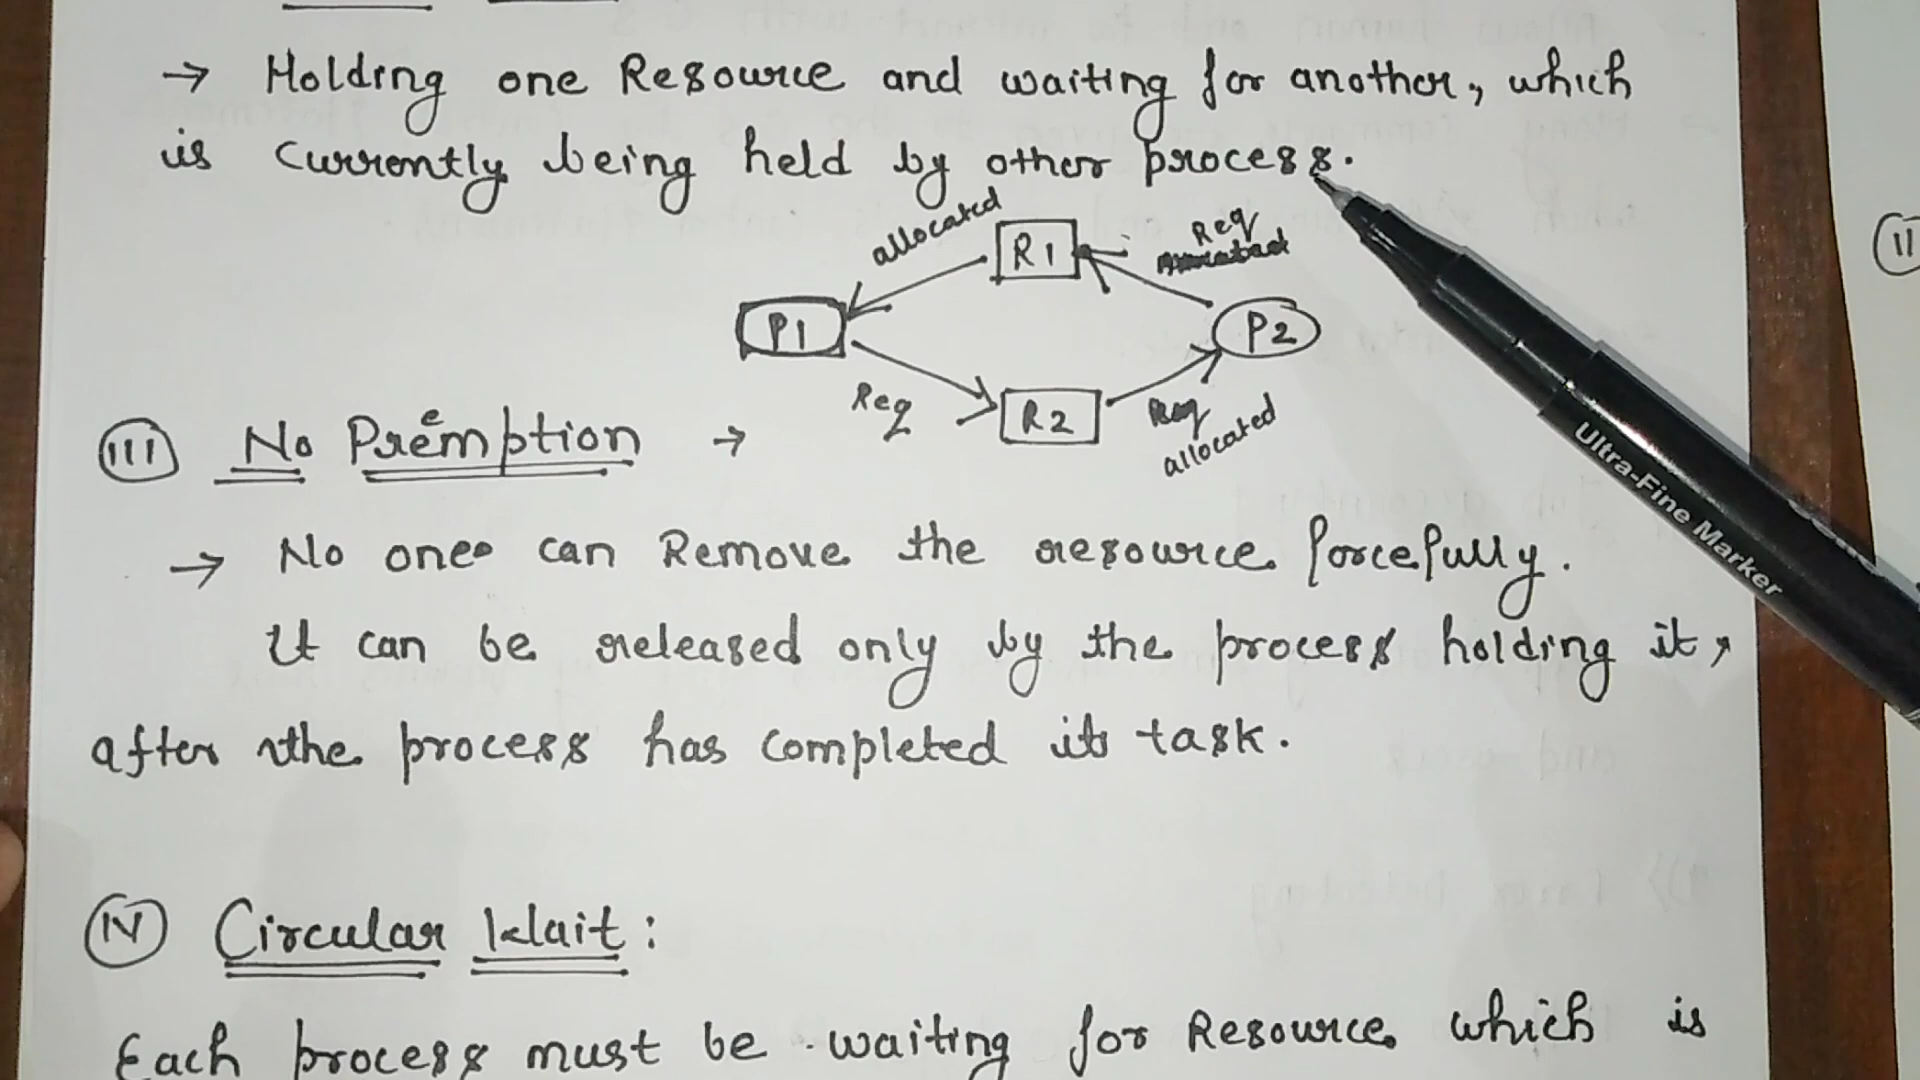 → Holding one Resource and waiting for another, which
is currently being held by other process.
allocated
R1
Req
P1
P2
Req
R2
Req
allocated
III No Preemption →
→ No one can Remove the resource forcefully.
It can be released only by the process holding it,
after the process has completed its task.
IV Circular Wait:
Each process must be waiting for Resource which is
Ultra-Fine Marker
II